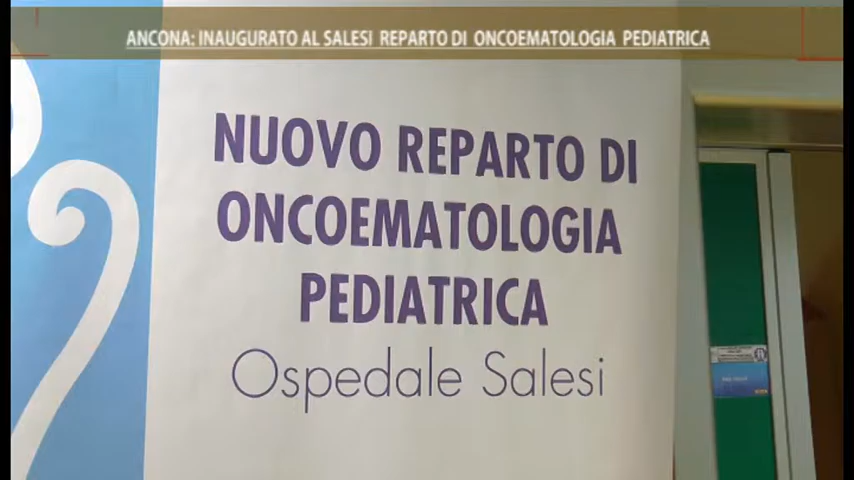 ANCONA: INAUGURATO AL SALESI REPARTO DI ONCOEMATOLOGIA PEDIATRICA
NUOVO REPARTO DI
ONCOEMATOLOGIA
PEDIATRICA
Ospedale Salesi